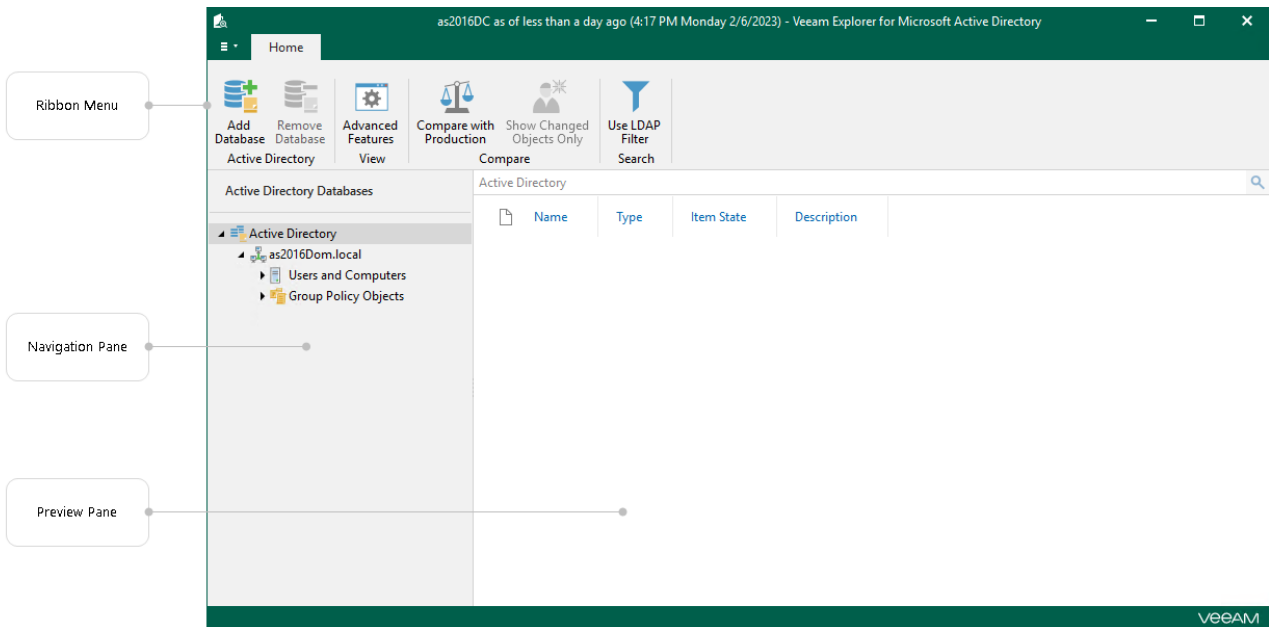 as2016DC as of less than a day ago (4:17 PM Monday 2/6/2023) - Veeam Explorer for Microsoft Active Directory
Home
Ribbon Menu
Add Database
Remove Database
Active Directory
Advanced Features
View
Compare with Production
Show Changed Objects Only
Compare
Use LDAP Filter
Search
Active Directory Databases
Active Directory
as2016Dom.local
Users and Computers
Group Policy Objects
Active Directory
Name Type Item State Description
Navigation Pane
Preview Pane
veeam